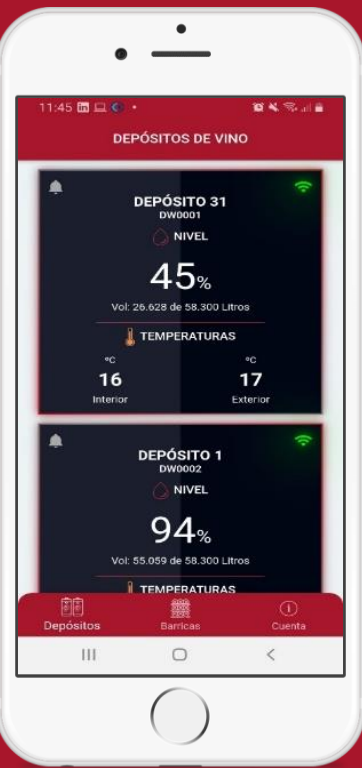 11:45
DEPÓSITOS DE VINO
DEPÓSITO 31
DW0001
NIVEL
45%
Vol: 26.628 de 58.300 Litros
TEMPERATURAS
ºC ºC
16 17
Interior Exterior
DEPÓSITO 1
DW0002
NIVEL
94%
Vol: 55.059 de 58.300 Litros
TEMPERATURAS
Depósitos Barricas Cuenta